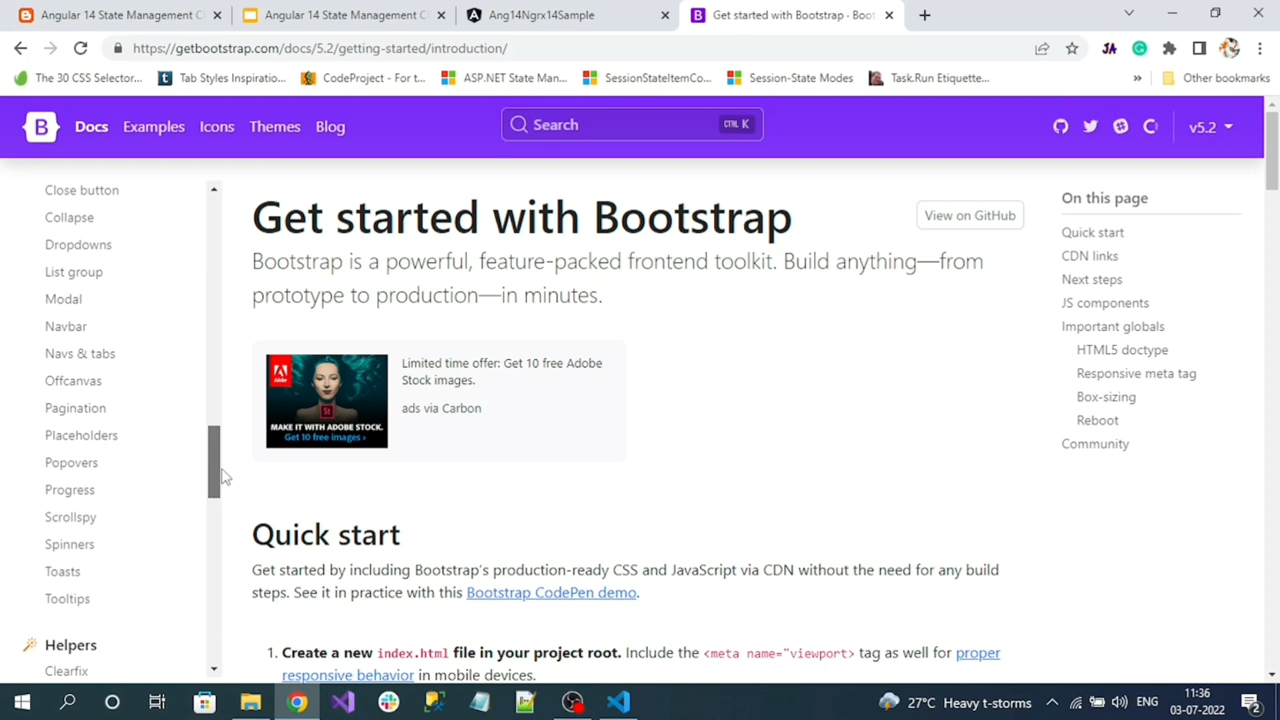 Angular 14 State Management C
Angular 14 State Management C
Ang14Ngrx14Sample
Get started with Bootstrap · Boot
https://getbootstrap.com/docs/5.2/getting-started/introduction/
JA
The 30 CSS Selector...
Tab Styles Inspiratio...
CodeProject - For t...
ASP.NET State Man...
SessionStateItemCo...
Session-State Modes
Task.Run Etiquette...
»
Other bookmarks
B
Docs
Examples
Icons
Themes
Blog
Search
CTRL K
v5.2
Close button
Collapse
Dropdowns
List group
Modal
Navbar
Navs & tabs
Offcanvas
Pagination
Placeholders
Popovers
Progress
Scrollspy
Spinners
Toasts
Tooltips
Helpers
Clearfix
Get started with Bootstrap
View on GitHub
Bootstrap is a powerful, feature-packed frontend toolkit. Build anything—from
prototype to production—in minutes.
Adobe
St
MAKE IT WITH ADOBE STOCK.
Get 10 free images ›
Limited time offer: Get 10 free Adobe
Stock images.
ads via Carbon
Quick start
Get started by including Bootstrap's production-ready CSS and JavaScript via CDN without the need for any build
steps. See it in practice with this Bootstrap CodePen demo.
1. Create a new index.html file in your project root. Include the <meta name="viewport"> tag as well for proper
responsive behavior in mobile devices.
On this page
Quick start
CDN links
Next steps
JS components
Important globals
HTML5 doctype
Responsive meta tag
Box-sizing
Reboot
Community
27°C Heavy t-storms
ENG
11:36
03-07-2022
2